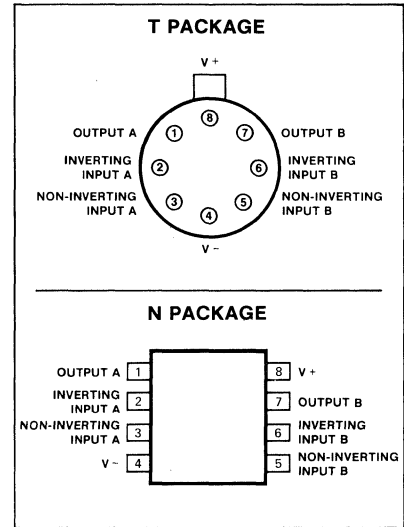 T PACKAGE
V +
8
OUTPUT A 1 7 OUTPUT B
INVERTING
INPUT A 2 6 INVERTING
INPUT B
NON-INVERTING
INPUT A 3 5 NON-INVERTING
INPUT B
4
V -
N PACKAGE
OUTPUT A 1 8 V +
INVERTING
INPUT A 2 7 OUTPUT B
NON-INVERTING
INPUT A 3 6 INVERTING
INPUT B
V - 4 5 NON-INVERTING
INPUT B